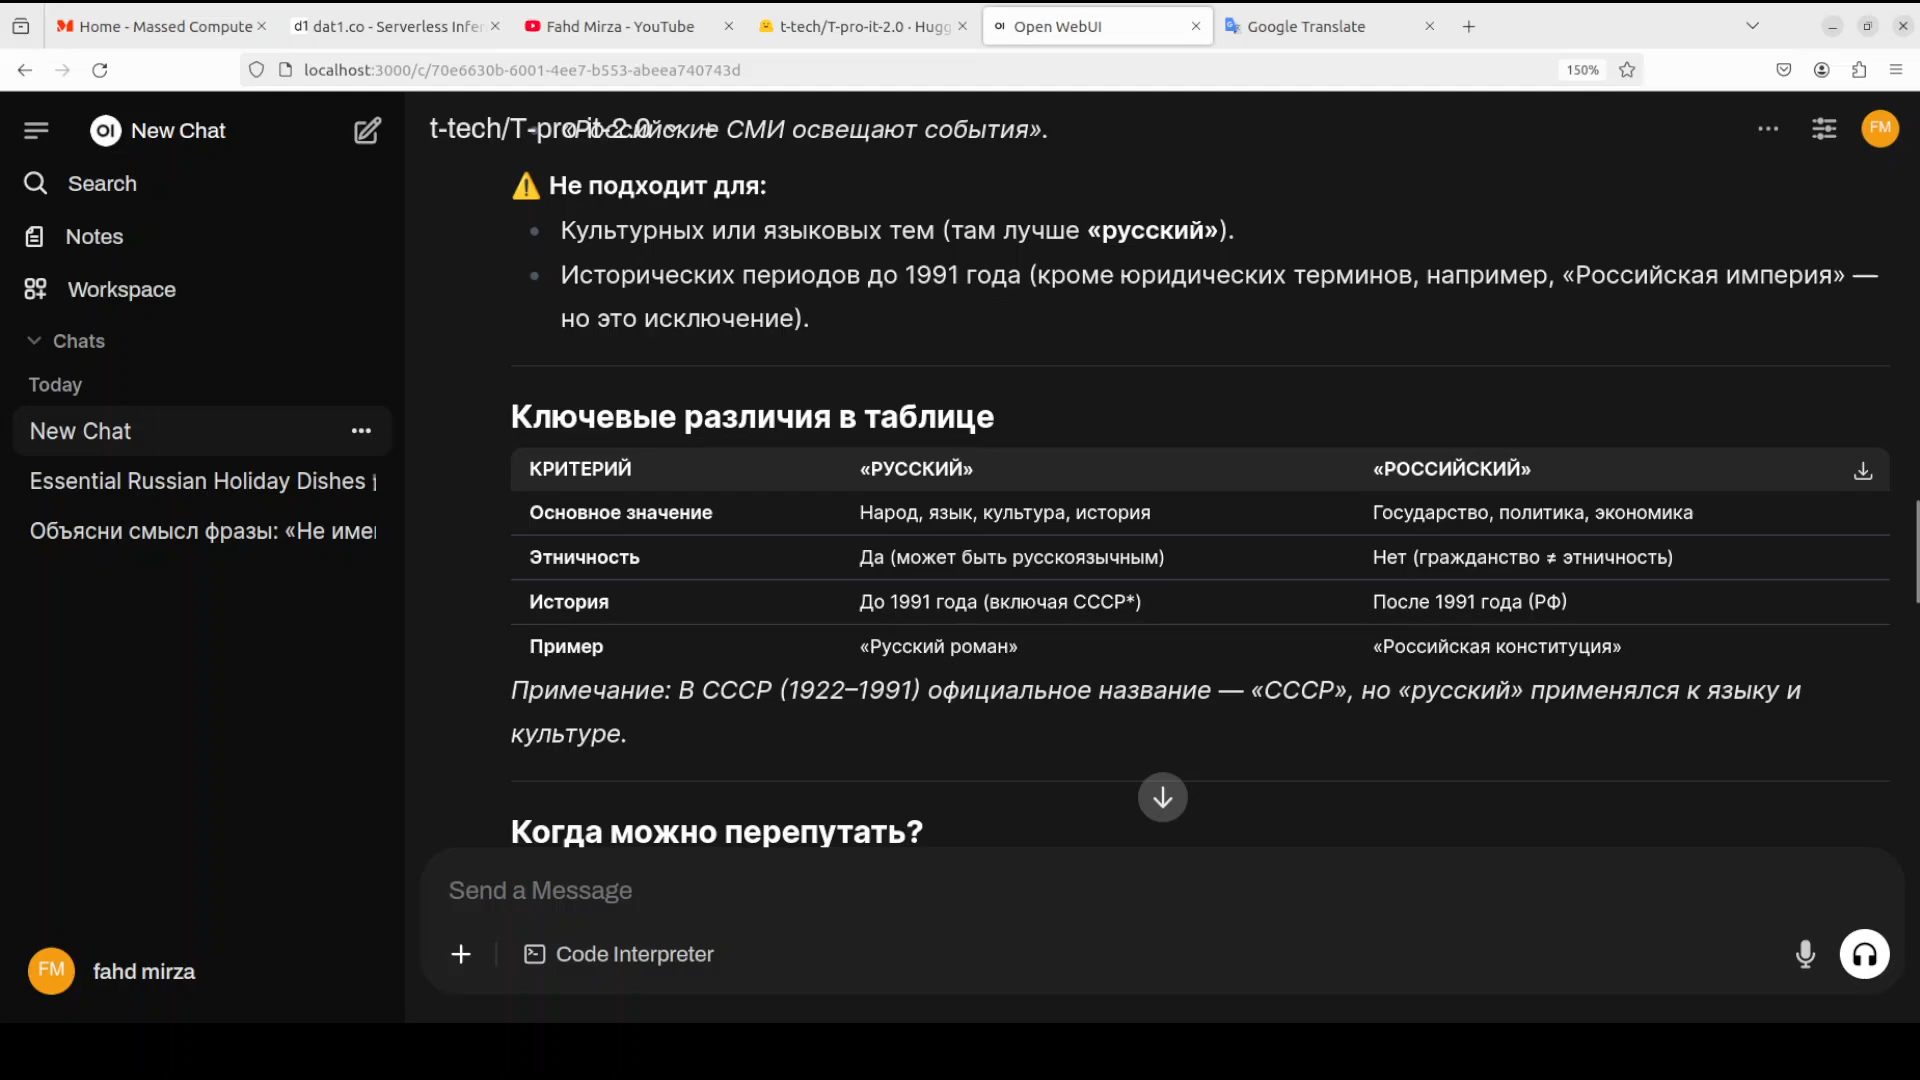 Home - Massed Compute
dat1.co - Serverless Infer
Fahd Mirza - YouTube
t-tech/T-pro-it-2.0 · Hugg
Open WebUI
Google Translate
localhost:3000/c/70e6630b-6001-4ee7-b553-abeea740743d
150%
OI New Chat
t-tech/T-pro-it-2.0
«Российские СМИ освещают события».
FM
Search
Notes
Workspace
Chats
Today
New Chat
Essential Russian Holiday Dishes
Объясни смысл фразы: «Не имеι
FM fahd mirza
Не подходит для:
Культурных или языковых тем (там лучше «русский»).
Исторических периодов до 1991 года (кроме юридических терминов, например, «Российская империя» —
но это исключение).
Ключевые различия в таблице
КРИТЕРИЙ «РУССКИЙ» «РОССИЙСКИЙ»
Основное значение Народ, язык, культура, история Государство, политика, экономика
Этничность Да (может быть русскоязычным) Нет (гражданство ≠ этничность)
История До 1991 года (включая СССР*) После 1991 года (РФ)
Пример «Русский роман» «Российская конституция»
Примечание: В СССР (1922–1991) официальное название — «СССР», но «русский» применялся к языку и
культуре.
Когда можно перепутать?
Send a Message
Code Interpreter